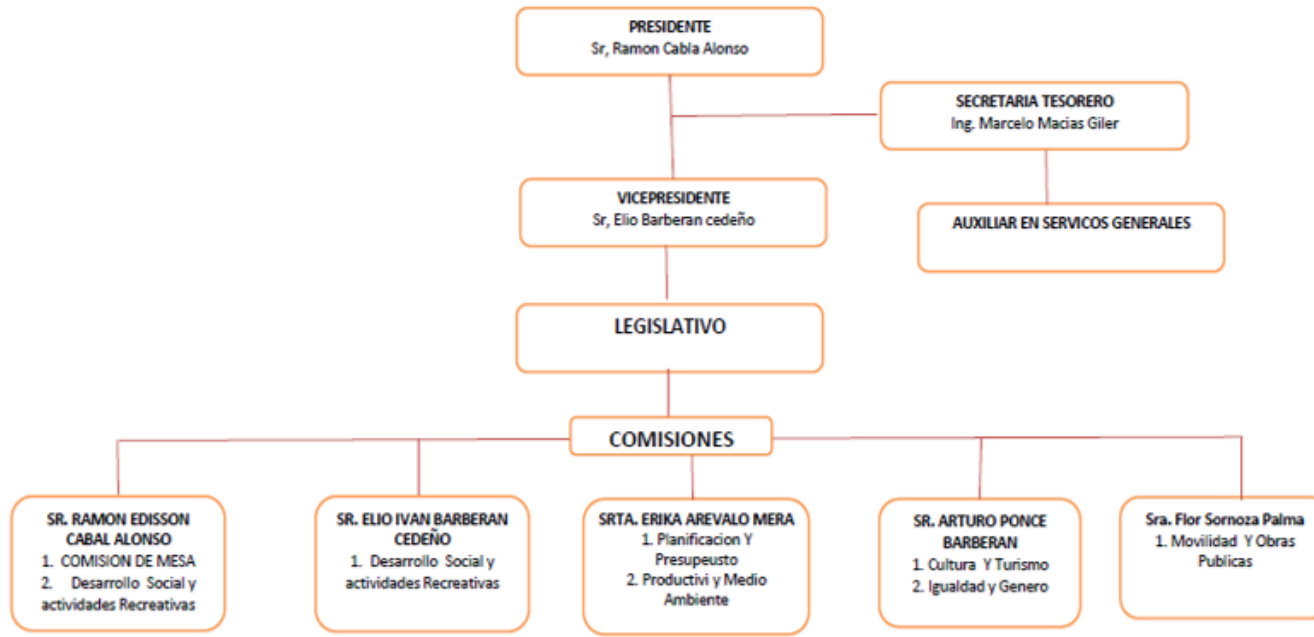 PRESIDENTE
Sr, Ramon Cabla Alonso
SECRETARIA TESORERO
Ing. Marcelo Macias Giler
VICEPRESIDENTE
Sr, Elio Barberan cedeño
AUXILIAR EN SERVICOS GENERALES
LEGISLATIVO
COMISIONES
SR. RAMON EDISSON
CABAL ALONSO
1. COMISION DE MESA
2. Desarrollo Social y
actividades Recreativas
SR. ELIO IVAN BARBERAN
CEDEÑO
1. Desarrollo Social y
actividades Recreativas
SRTA. ERIKA AREVALO MERA
1. Planificacion Y
Presupeusto
2. Productivi y Medio
Ambiente
SR. ARTURO PONCE
BARBERAN
1. Cultura Y Turismo
2. Igualdad y Genero
Sra. Flor Sornoza Palma
1. Movilidad Y Obras
Publicas